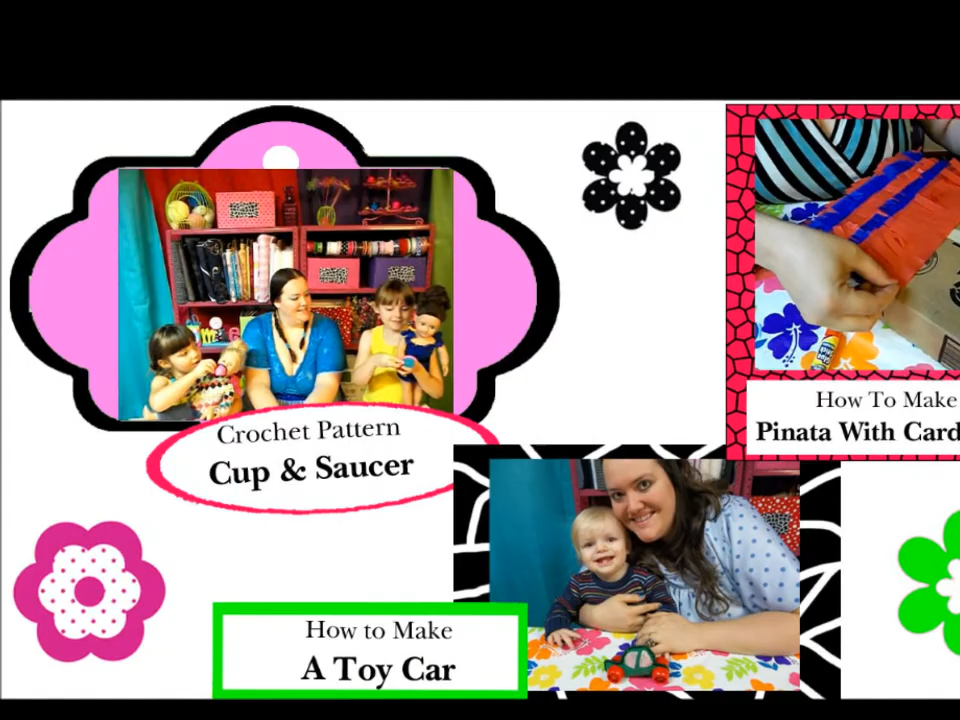 Crochet Pattern
Cup & Saucer
How To Make
Pinata With Card
How to Make
A Toy Car